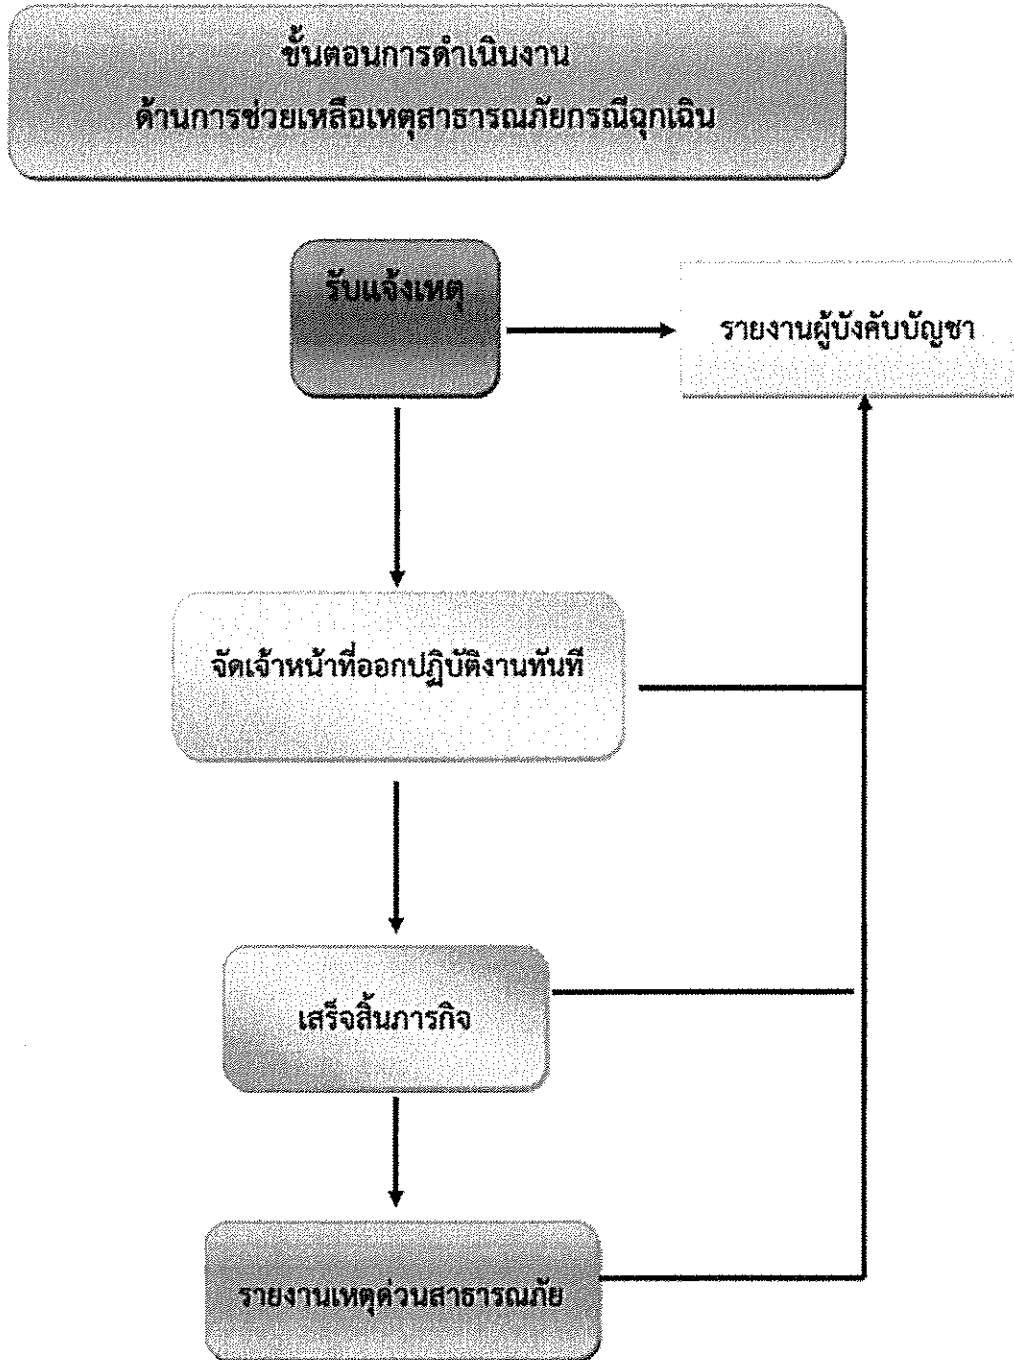 ขั้นตอนการดำเนินงาน
ด้านการช่วยเหลือเหตุสาธารณภัยกรณีฉุกเฉิน
รับแจ้งเหตุ
รายงานผู้บังคับบัญชา
จัดเจ้าหน้าที่ออกปฏิบัติงานทันที
เสร็จสิ้นภารกิจ
รายงานเหตุด่วนสาธารณภัย